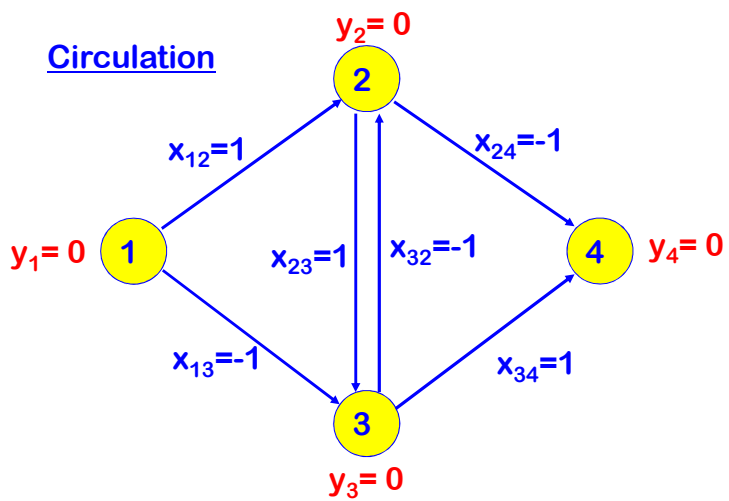 y₂= 0
Circulation
2
x₁₂=1
x₂₄=-1
y₁= 0
1
x₂₃=1
x₃₂=-1
4
y₄= 0
x₁₃=-1
x₃₄=1
3
y₃= 0